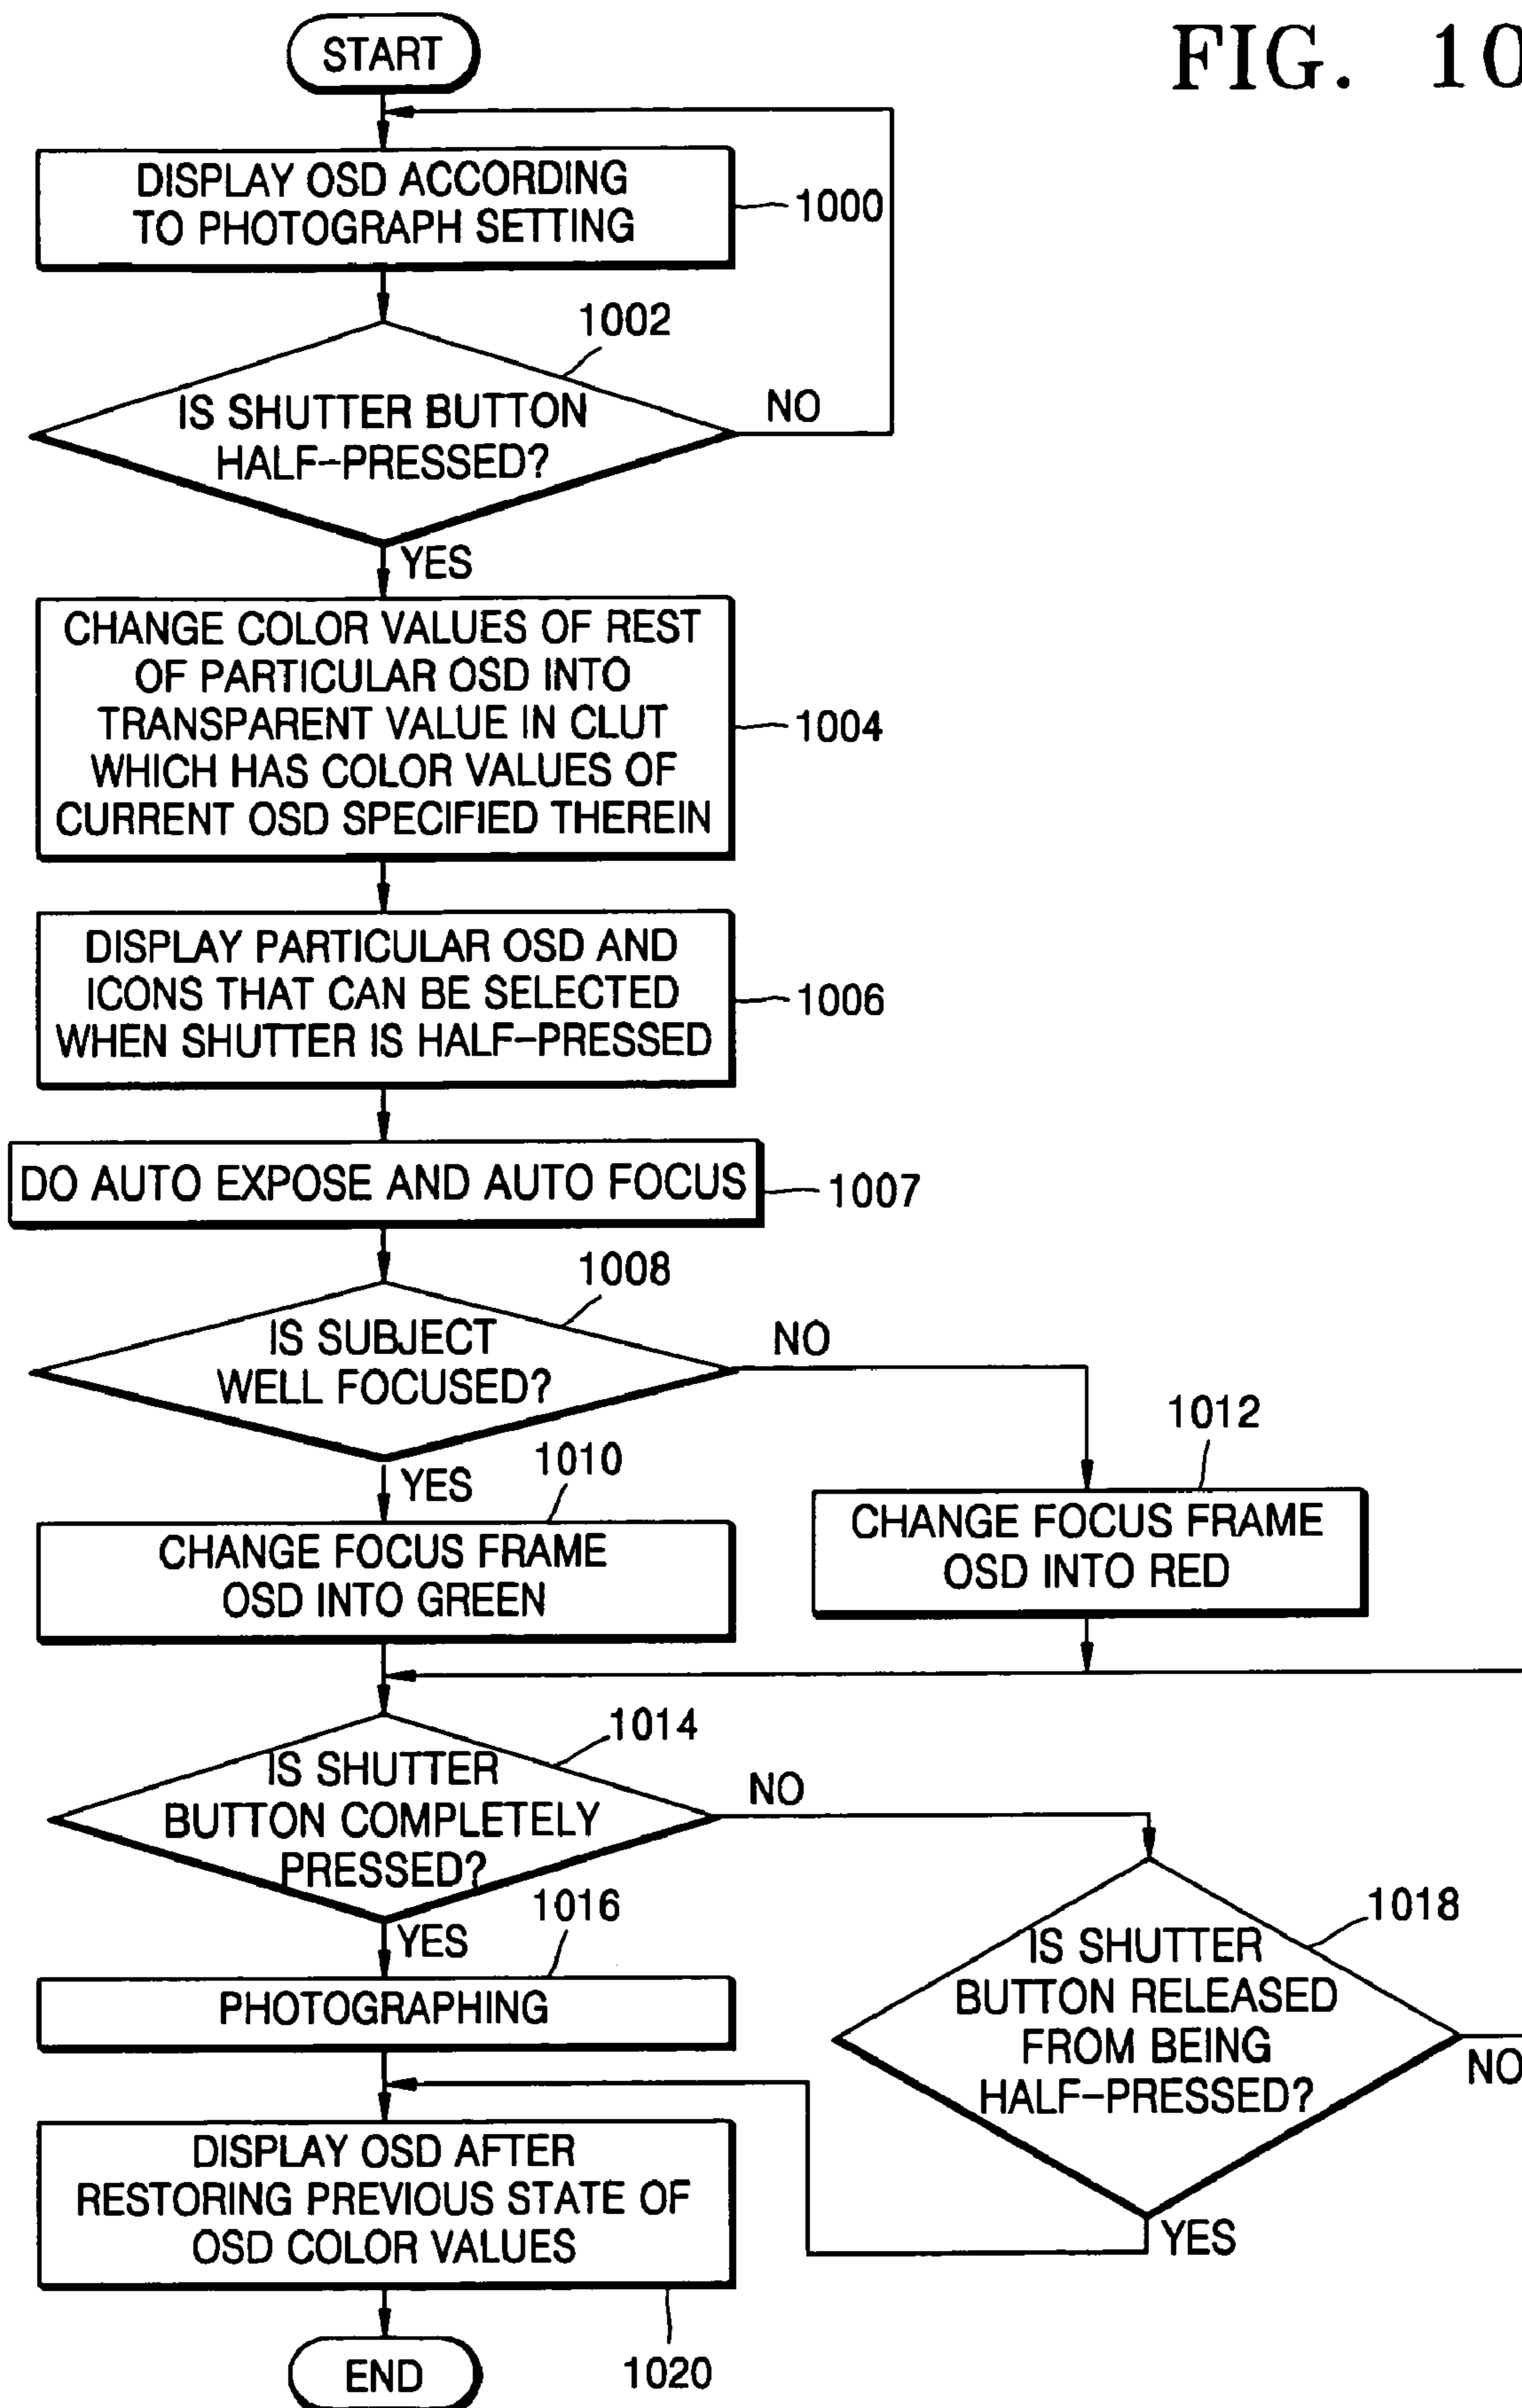 FIG. 10
START
DISPLAY OSD ACCORDING
TO PHOTOGRAPH SETTING
1000
1002
IS SHUTTER BUTTON
HALF-PRESSED?
NO
YES
CHANGE COLOR VALUES OF REST
OF PARTICULAR OSD INTO
TRANSPARENT VALUE IN CLUT
WHICH HAS COLOR VALUES OF
CURRENT OSD SPECIFIED THEREIN
1004
DISPLAY PARTICULAR OSD AND
ICONS THAT CAN BE SELECTED
WHEN SHUTTER IS HALF-PRESSED
1006
DO AUTO EXPOSE AND AUTO FOCUS
1007
1008
IS SUBJECT
WELL FOCUSED?
NO
YES
1010
CHANGE FOCUS FRAME
OSD INTO GREEN
1012
CHANGE FOCUS FRAME
OSD INTO RED
1014
IS SHUTTER
BUTTON COMPLETELY
PRESSED?
NO
YES
1016
PHOTOGRAPHING
1018
IS SHUTTER
BUTTON RELEASED
FROM BEING
HALF-PRESSED?
NO
YES
DISPLAY OSD AFTER
RESTORING PREVIOUS STATE OF
OSD COLOR VALUES
1020
END